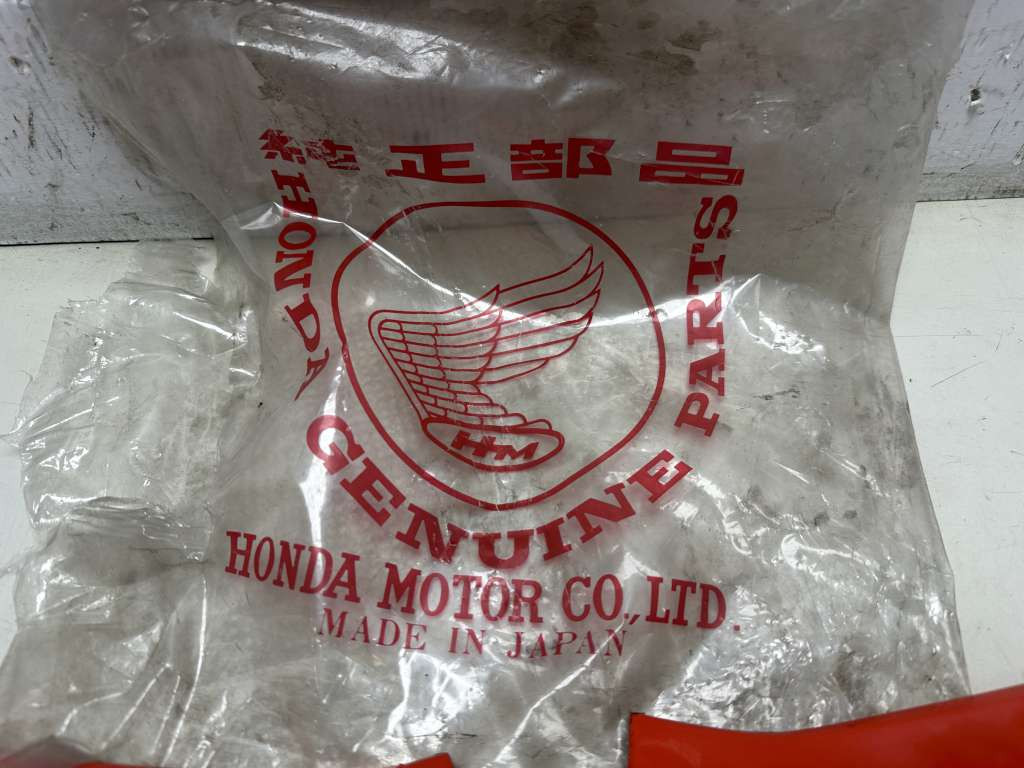 純正部品
HONDA GENUINE PARTS
HM
HONDA MOTOR CO.,LTD.
MADE IN JAPAN